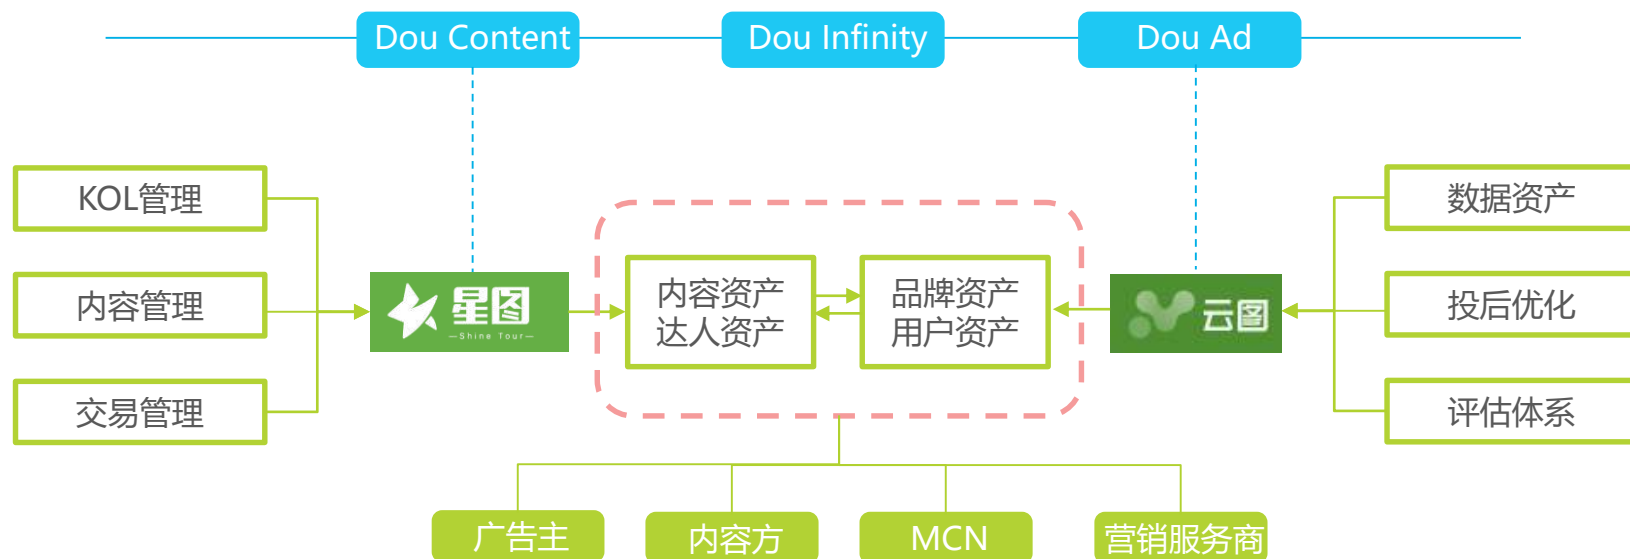 Dou Content
Dou Infinity
Dou Ad
KOL管理
内容管理
交易管理
星图
—Shine Tour—
内容资产
达人资产
品牌资产
用户资产
云图
数据资产
投后优化
评估体系
广告主
内容方
MCN
营销服务商